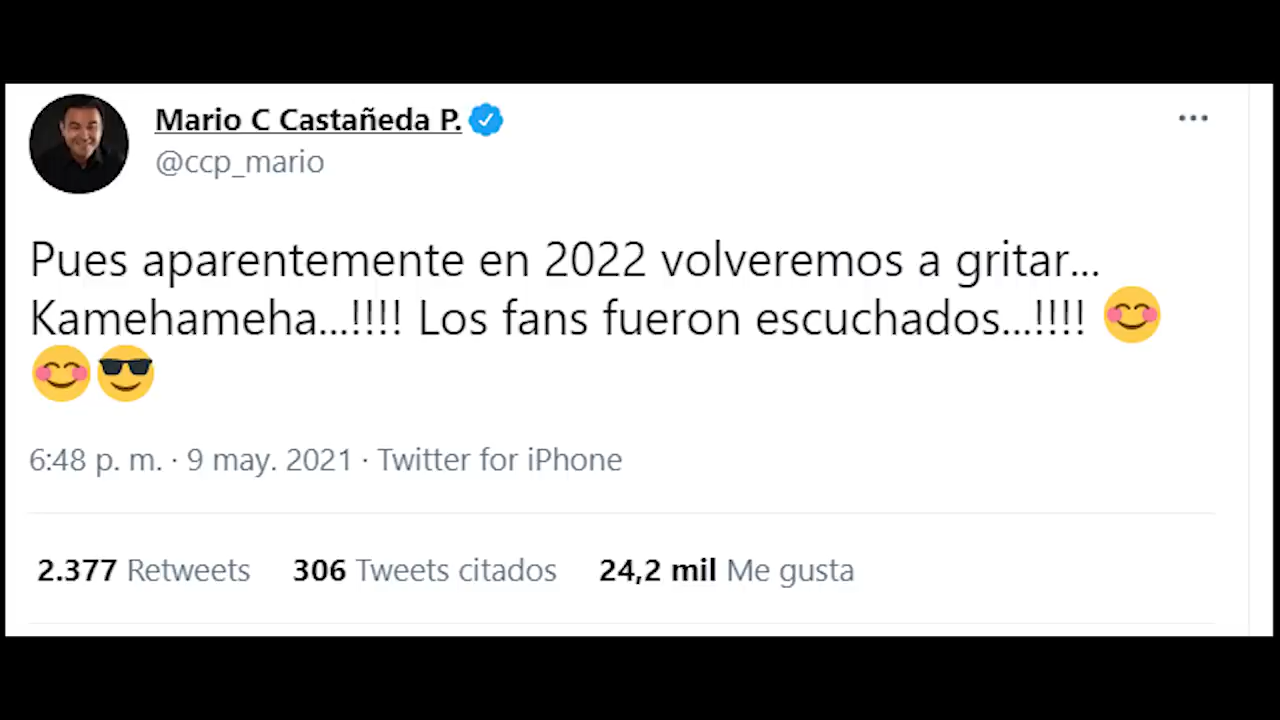 Mario C Castañeda P.
@ccp_mario
Pues aparentemente en 2022 volveremos a gritar...
Kamehameha...!!!! Los fans fueron escuchados...!!!! 😊
😊😎
6:48 p. m. · 9 may. 2021 · Twitter for iPhone
2.377 Retweets 306 Tweets citados 24,2 mil Me gusta